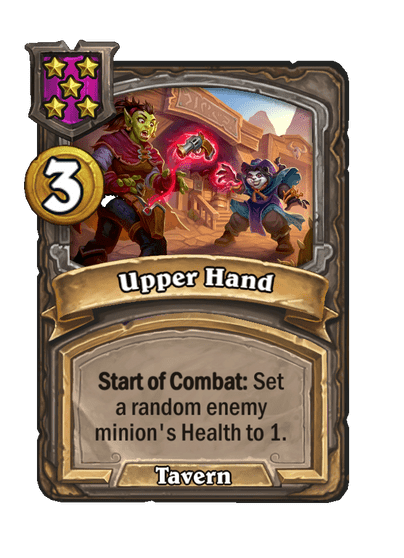 3
Upper Hand
Start of Combat: Set
a random enemy
minion's Health to 1.
Tavern